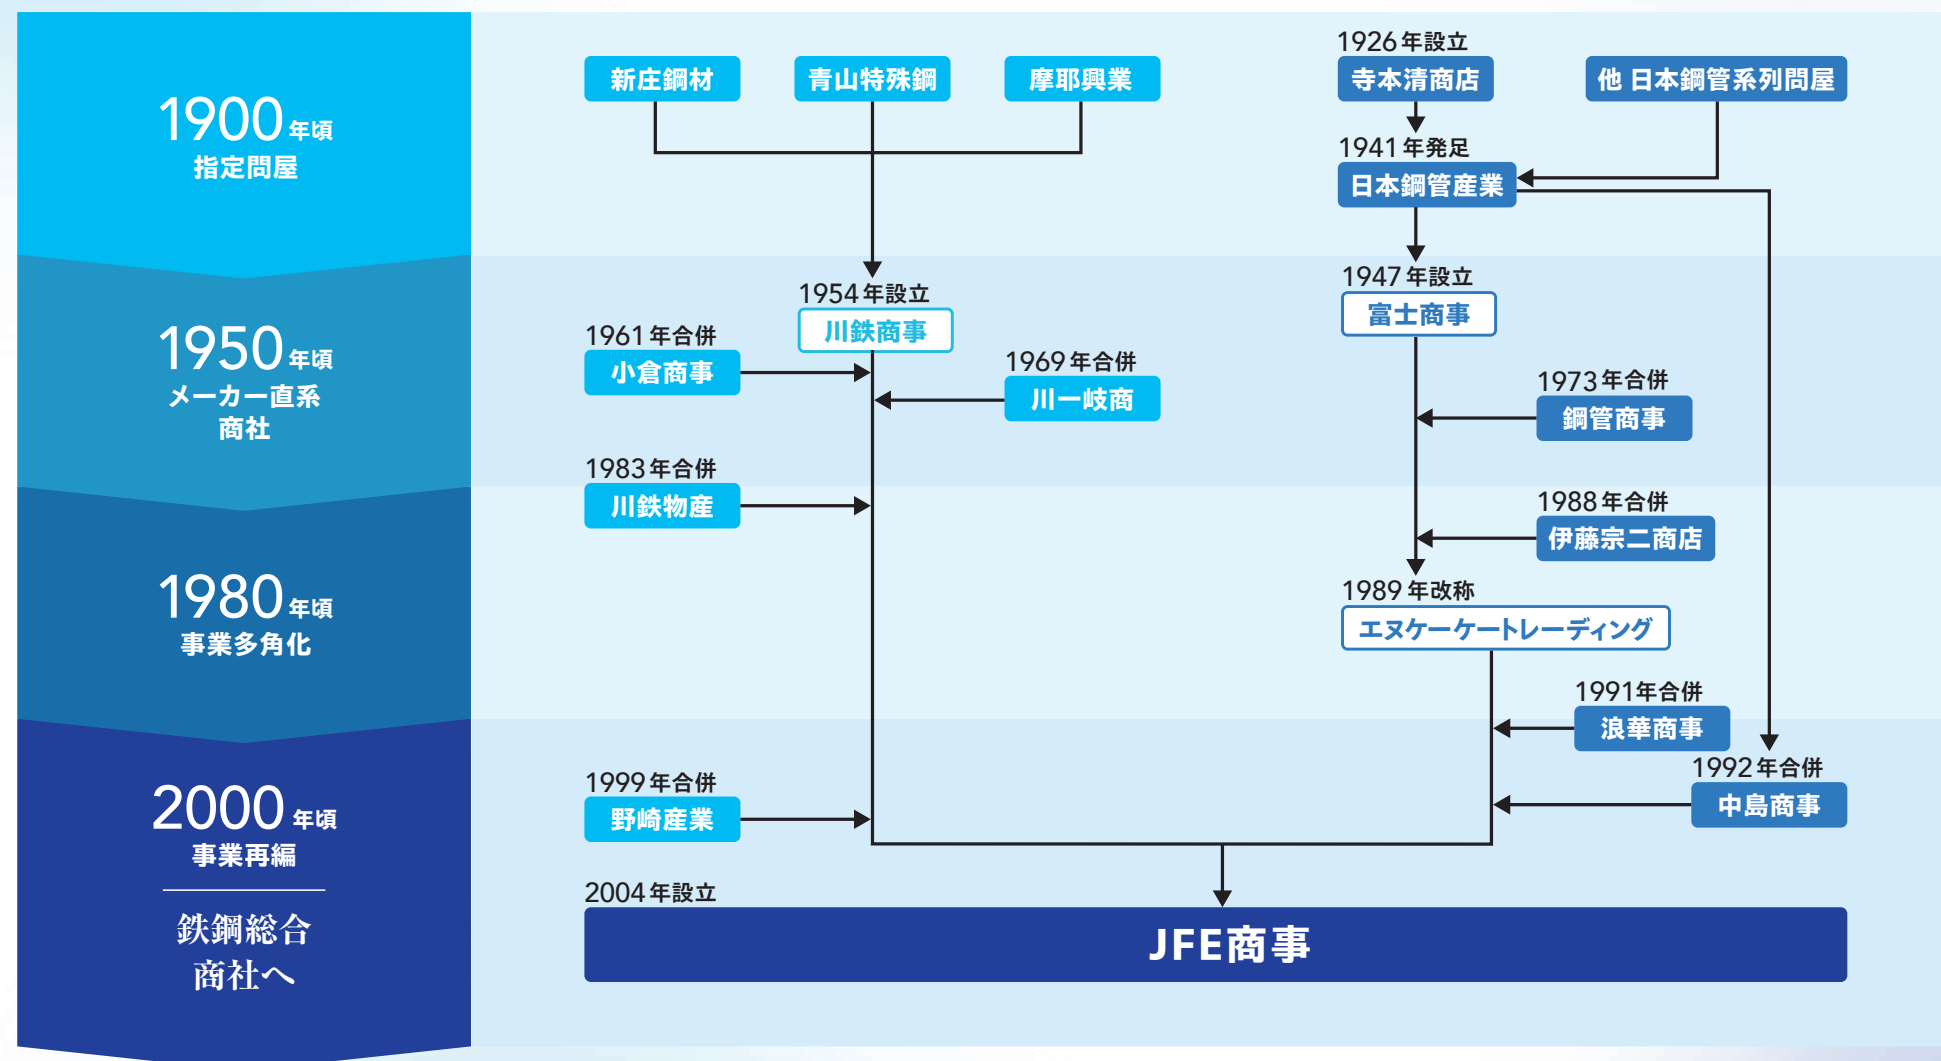 1900年頃
指定問屋
新庄鋼材
青山特殊鋼
摩耶興業
1926年設立
寺本清商店
他 日本鋼管系列問屋
1941年発足
日本鋼管産業
1950年頃
メーカー直系
商社
1954年設立
川鉄商事
1961年合併
小倉商事
1969年合併
川一岐商
1983年合併
川鉄物産
1947年設立
富士商事
1973年合併
鋼管商事
1980年頃
事業多角化
1988年合併
伊藤宗二商店
1989年改称
エヌケーケートレーディング
1991年合併
浪華商事
2000年頃
事業再編
鉄鋼総合
商社へ
1999年合併
野崎産業
1992年合併
中島商事
2004年設立
JFE商事